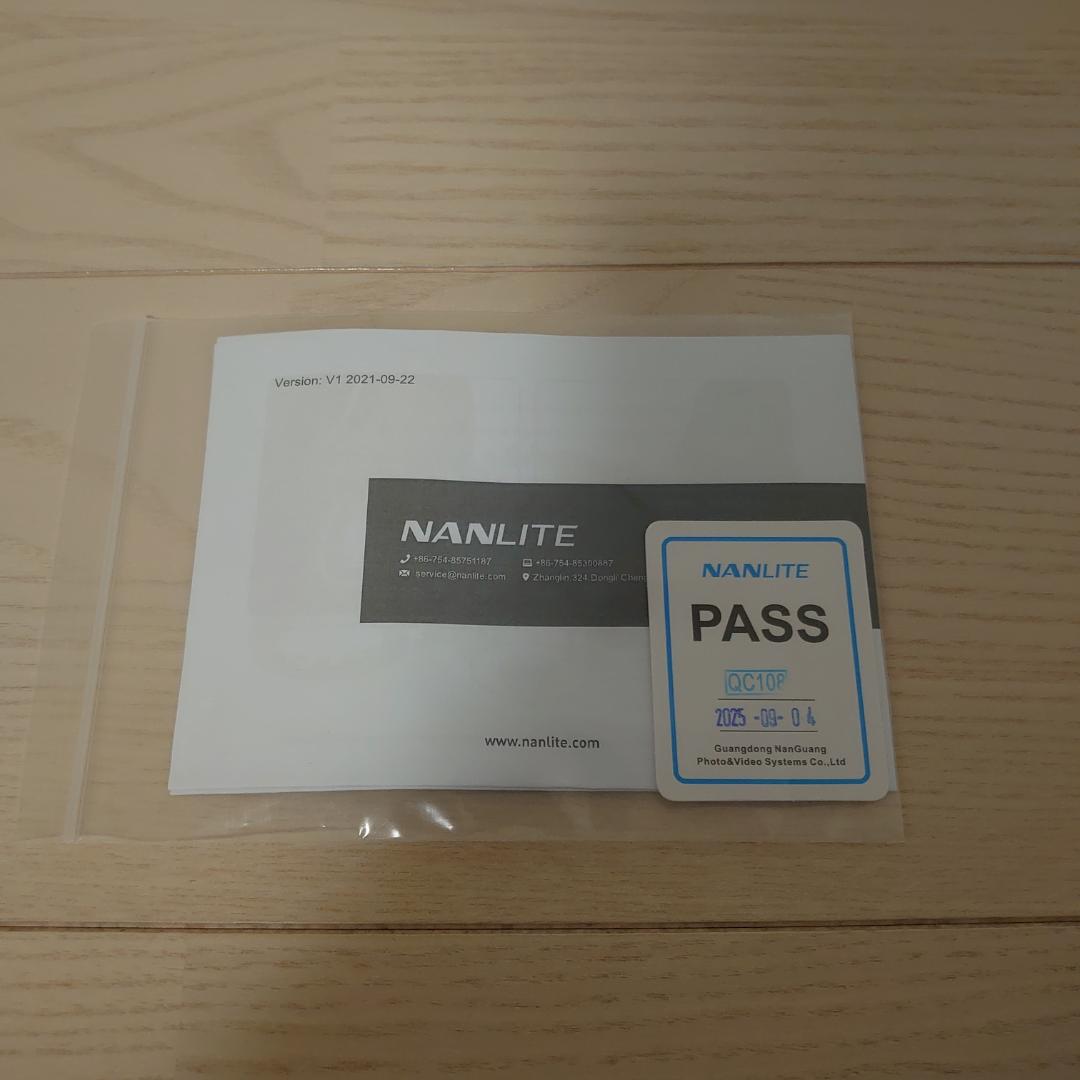 Version: V1 2021-09-22
NANLITE
+86-754-85751187
+86-754-85300887
service@nanlite.com
Zhanglin,324,Dongli Cheng
www.nanlite.com
NANLITE
PASS
QC108
2025-09-04
Guangdong NanGuang
Photo&Video Systems Co.,Ltd